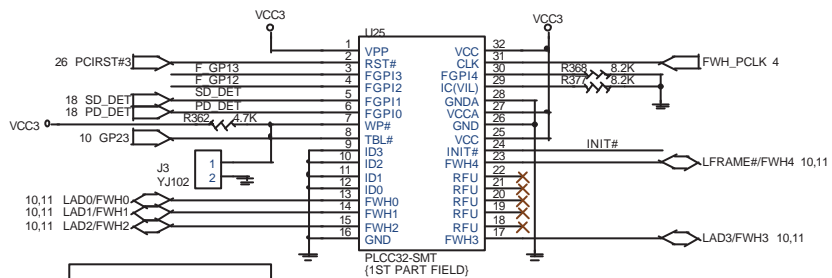 VCC3
U25
VCC3
1 VPP VCC 32
26 PCIRST#3 2 RST# CLK 31 FWH_PCLK 4
F_GP13 3 FGPI3 FGPI4 30 R368 8.2K
F_GP12 4 FGPI2 IC(VIL) 29 R377 8.2K
18 SD_DET SD_DET 5 FGPI1 GNDA 28
18 PD_DET PD_DET 6 FGPI0 VCCA 27
VCC3 R362 4.7K 7 WP# GND 26
10 GP23 8 TBL# VCC 25
9 ID3 INIT# 24 INIT#
J3 1 10 ID2 FWH4 23 LFRAME#/FWH4 10,11
YJ102 2 11 ID1 RFU 22
12 ID0 RFU 21
10,11 LAD0/FWH0 13 FWH0 RFU 20
10,11 LAD1/FWH1 14 FWH1 RFU 19
10,11 LAD2/FWH2 15 FWH2 RFU 18
16 GND FWH3 17 LAD3/FWH3 10,11
PLCC32-SMT
{1ST PART FIELD}